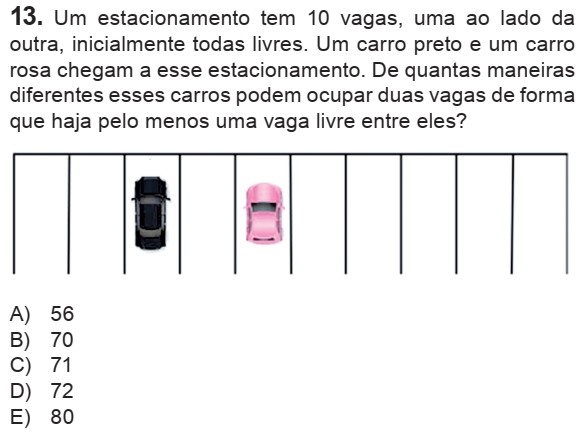 13. Um estacionamento tem 10 vagas, uma ao lado da
outra, inicialmente todas livres. Um carro preto e um carro
rosa chegam a esse estacionamento. De quantas maneiras
diferentes esses carros podem ocupar duas vagas de forma
que haja pelo menos uma vaga livre entre eles?
A) 56
B) 70
C) 71
D) 72
E) 80